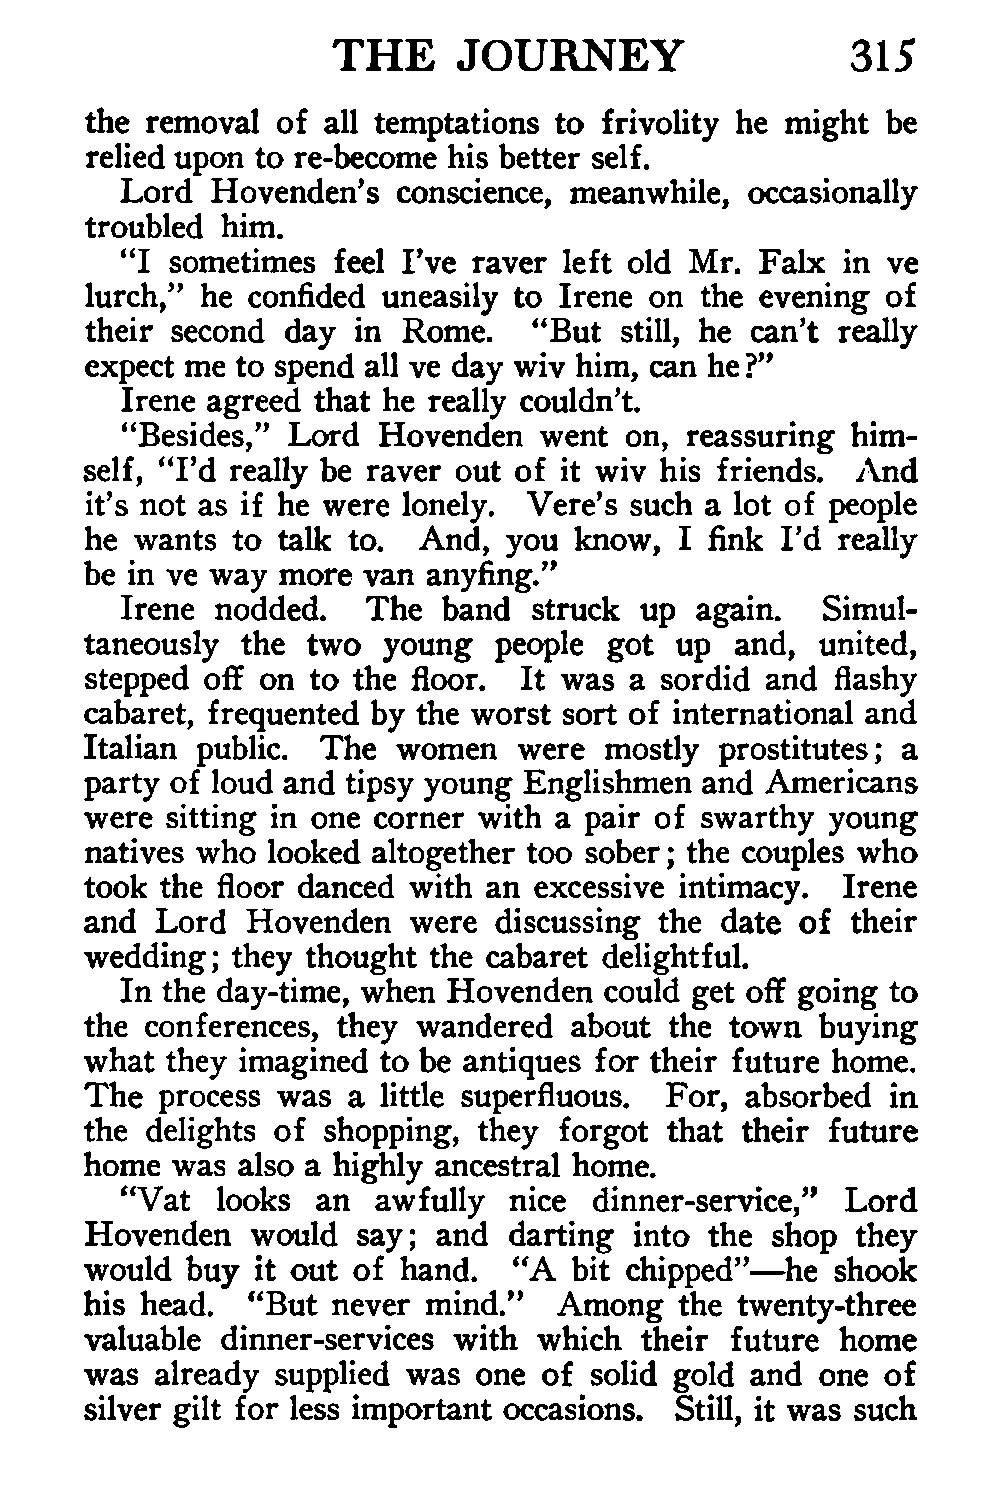 THE JOURNEY 315
the removal of all temptations to frivolity he might be
relied upon to re-become his better self.
Lord Hovenden's conscience, meanwhile, occasionally
troubled him.
“I sometimes feel I've raver left old Mr. Falx in ve
lurch,” he confided uneasily to Irene on the evening of
their second day in Rome. “But still, he can't really
expect me to spend all ve day wiv him, can he?”
Irene agreed that he really couldn't.
“Besides,” Lord Hovenden went on, reassuring him-
self, “I'd really be raver out of it wiv his friends. And
it's not as if he were lonely. Vere's such a lot of people
he wants to talk to. And, you know, I fink I'd really
be in ve way more van anyfing.”
Irene nodded. The band struck up again. Simul-
taneously the two young people got up and, united,
stepped off on to the floor. It was a sordid and flashy
cabaret, frequented by the worst sort of international and
Italian public. The women were mostly prostitutes; a
party of loud and tipsy young Englishmen and Americans
were sitting in one corner with a pair of swarthy young
natives who looked altogether too sober; the couples who
took the floor danced with an excessive intimacy. Irene
and Lord Hovenden were discussing the date of their
wedding; they thought the cabaret delightful.
In the day-time, when Hovenden could get off going to
the conferences, they wandered about the town buying
what they imagined to be antiques for their future home.
The process was a little superfluous. For, absorbed in
the delights of shopping, they forgot that their future
home was also a highly ancestral home.
“Vat looks an awfully nice dinner-service,” Lord
Hovenden would say; and darting into the shop they
would buy it out of hand. “A bit chipped”—he shook
his head. “But never mind.” Among the twenty-three
valuable dinner-services with which their future home
was already supplied was one of solid gold and one of
silver gilt for less important occasions. Still, it was such